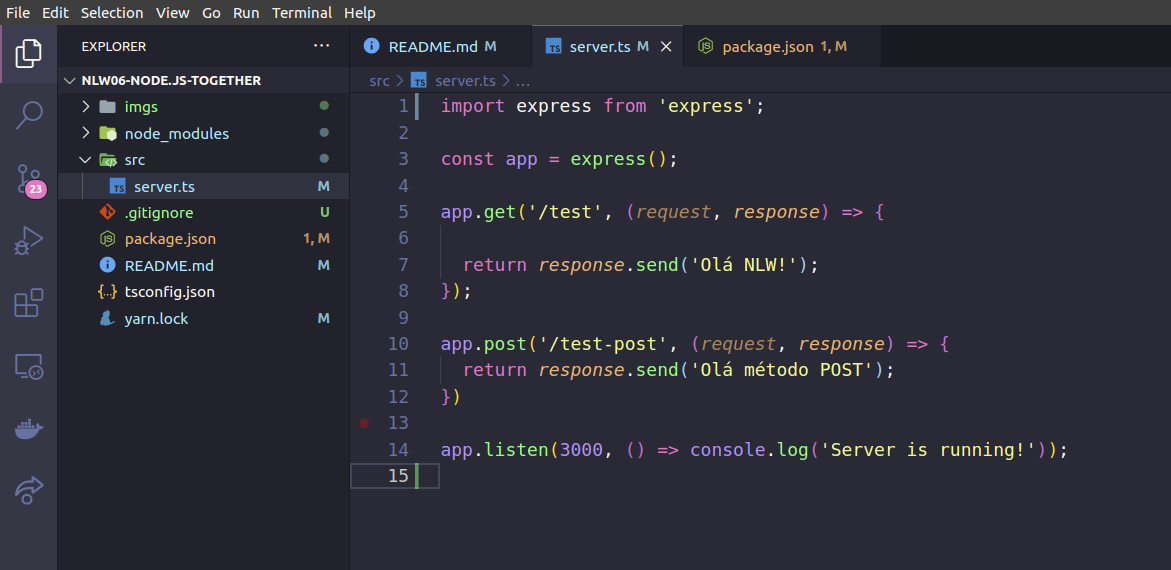 File Edit Selection View Go Run Terminal Help
EXPLORER ...
README.md M server.ts M package.json 1, M
NLW06-NODE.JS-TOGETHER
src > server.ts > ...
imgs
node_modules
src
server.ts M
.gitignore U
package.json 1, M
README.md M
tsconfig.json
yarn.lock M
23
1 import express from 'express';
2
3 const app = express();
4
5 app.get('/test', (request, response) => {
6
7 return response.send('Olá NLW!');
8 });
9
10 app.post('/test-post', (request, response) => {
11 return response.send('Olá método POST');
12 })
13
14 app.listen(3000, () => console.log('Server is running!'));
15